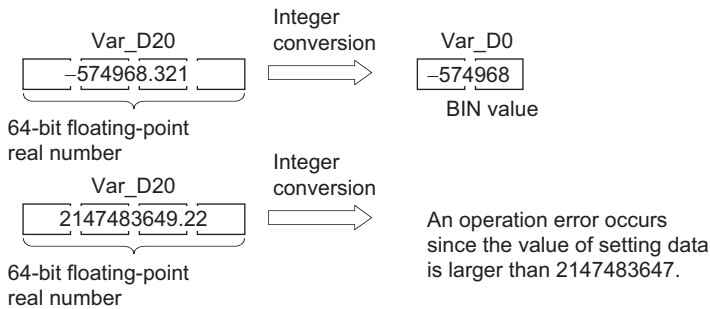 Integer
conversion
Var_D20
Var_D0
–574968.321
–574968
BIN value
64-bit floating-point
real number
Integer
conversion
Var_D20
2147483649.22
An operation error occurs
since the value of setting data
is larger than 2147483647.
64-bit floating-point
real number